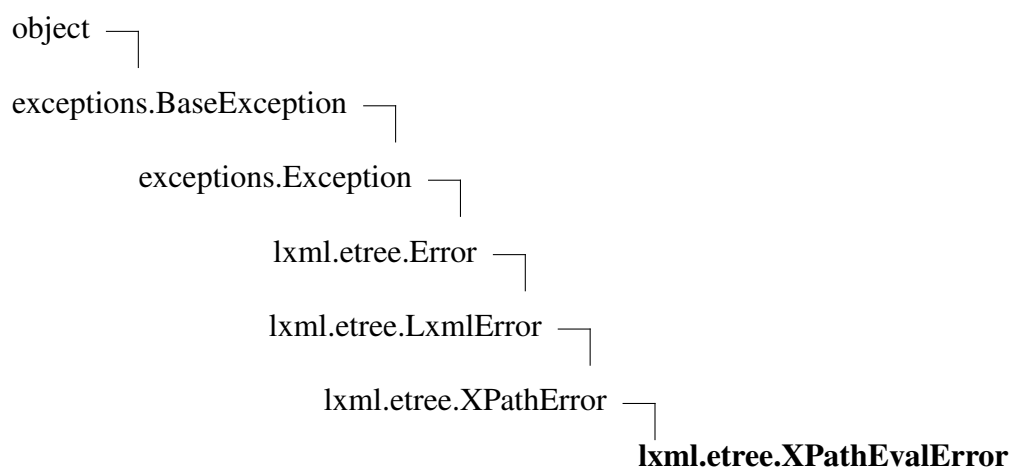 object
exceptions.BaseException
exceptions.Exception
lxml.etree.Error
lxml.etree.LxmlError
lxml.etree.XPathError
lxml.etree.XPathEvalError